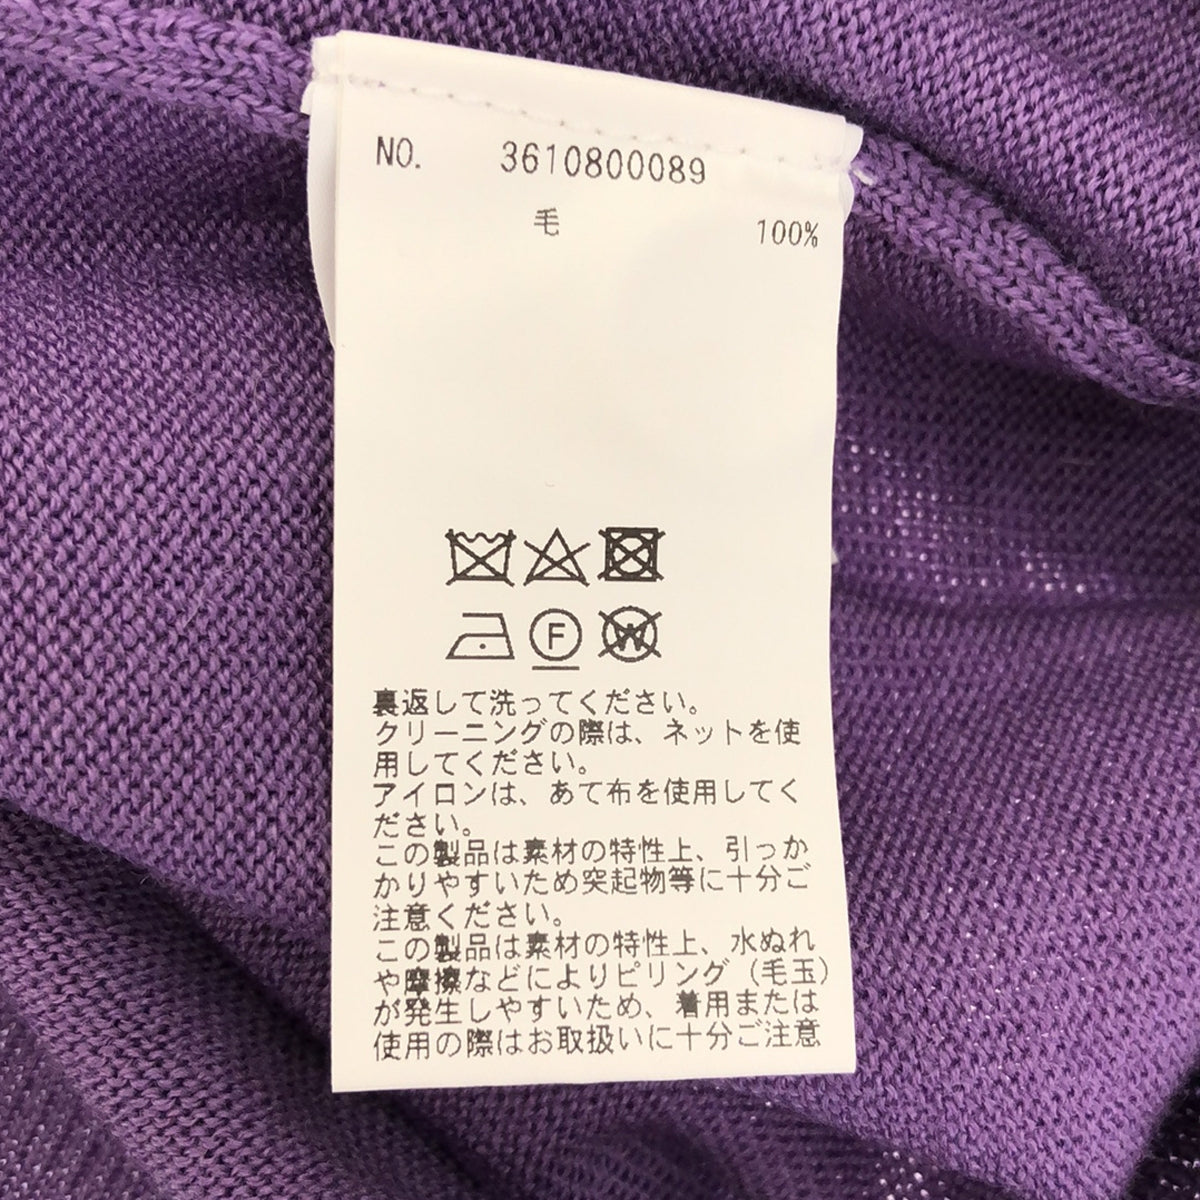 NO. 3610800089
毛 100%
F
W
裏返して洗ってください。
クリーニングの際は、ネットを使
用してください。
アイロンは、あて布を使用してく
ださい。
この製品は素材の特性上、引っか
かりやすいため突起物等に十分ご
注意ください。
この製品は素材の特性上、水ぬれ
や摩擦などによりピリング（毛玉）
が発生しやすいため、着用または
使用の際はお取扱いに十分ご注意